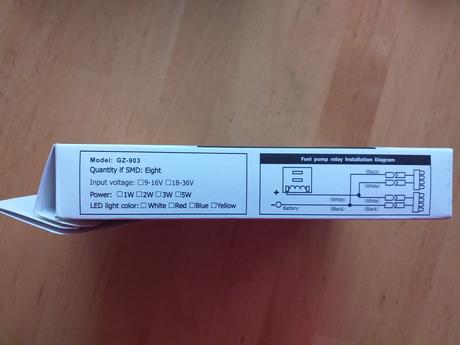 Model: GZ-903
Quantity if SMD: Eight
Input voltage: □9-16V □18-36V
Power: □1W □2W □3W □5W
LED light color: □White □Red □Blue □Yellow
Fuel pump relay Installation Diagram
(Black)
(White)
+
(White)
(White)
- Battery
(Black)
(Black)